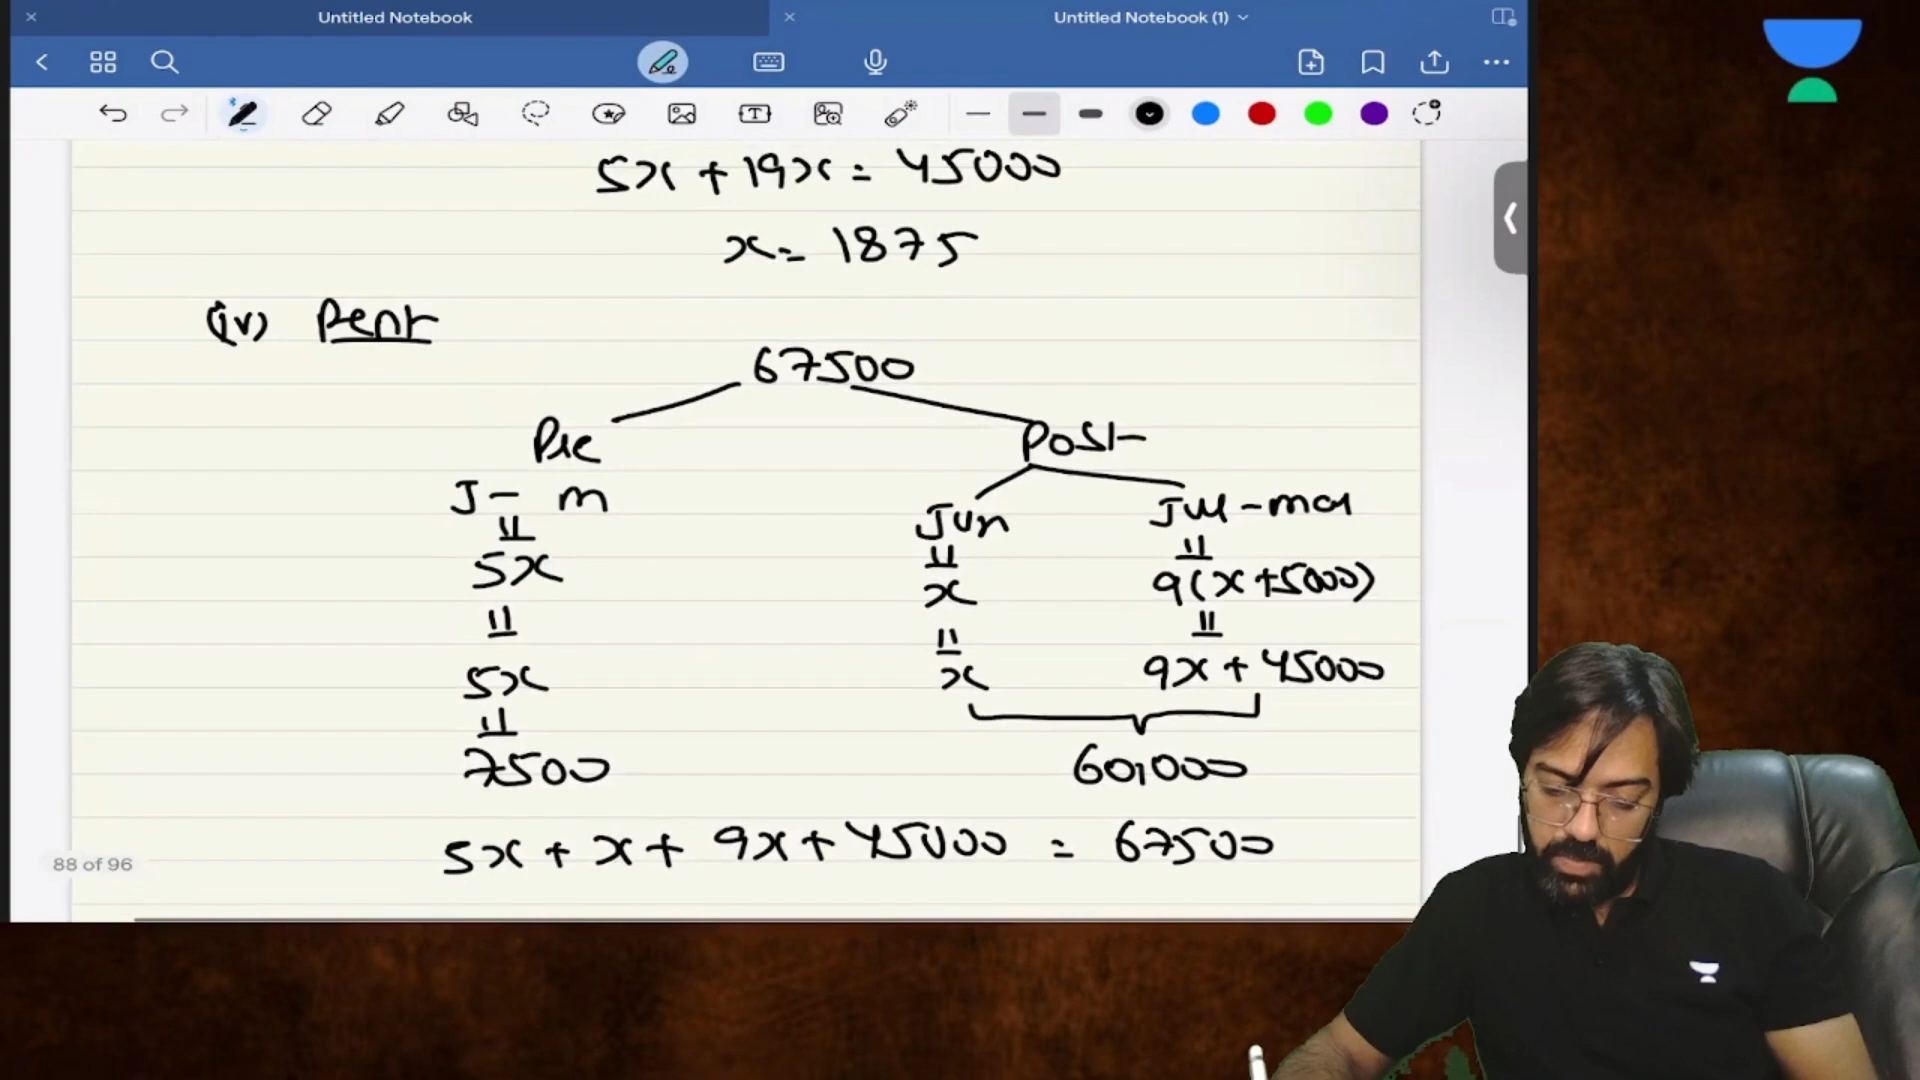 Untitled Notebook
Untitled Notebook (1)
5x + 19x = 45000
x = 1875
(iv) Rent
67500
Pre Post
J - m Jun Jul - mar
= = =
5x x 9(x+5000)
= = =
5x x 9x + 45000
=
7500 60,000
5x + x + 9x + 45000 = 67500
88 of 96